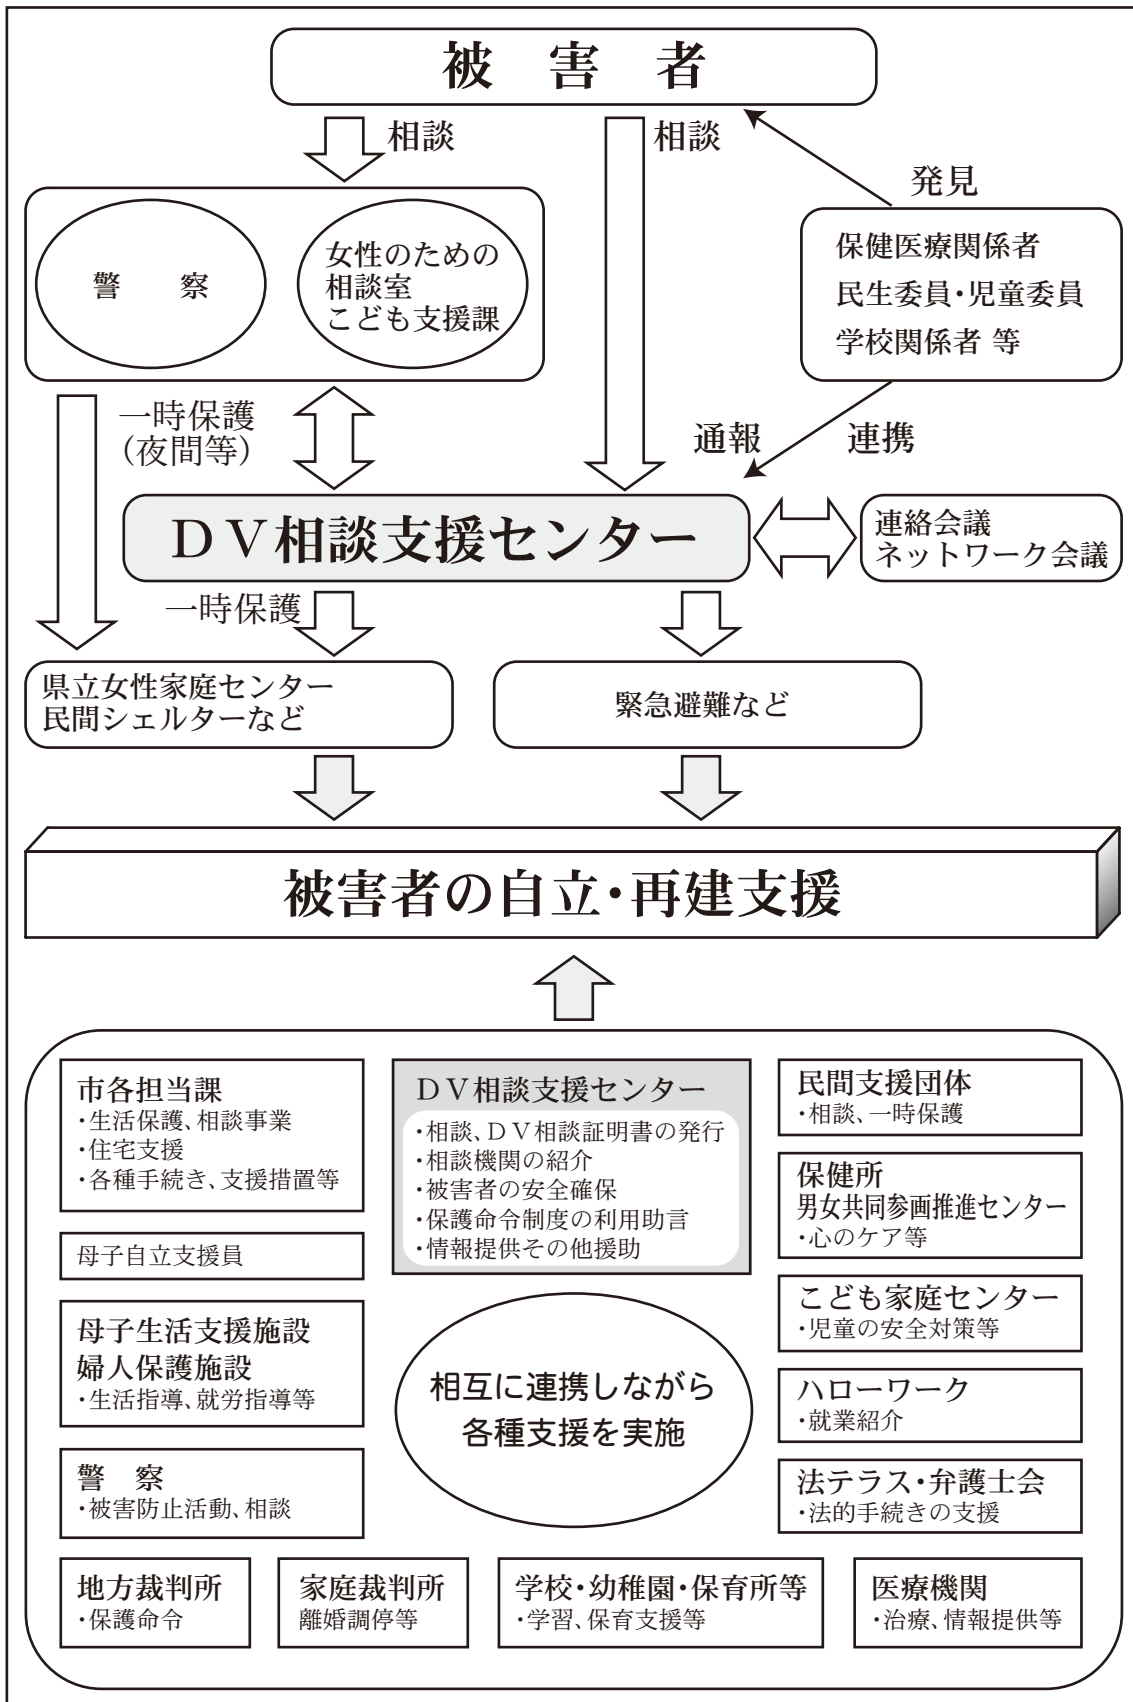 被害者
相談
相談
発見
警察
女性のための
相談室
こども支援課
保健医療関係者
民生委員・児童委員
学校関係者 等
一時保護
（夜間等）
通報
連携
ＤＶ相談支援センター
連絡会議
ネットワーク会議
一時保護
県立女性家庭センター
民間シェルターなど
緊急避難など
被害者の自立・再建支援
市各担当課
・生活保護、相談事業
・住宅支援
・各種手続き、支援措置等
母子自立支援員
母子生活支援施設
婦人保護施設
・生活指導、就労指導等
警察
・被害防止活動、相談
ＤＶ相談支援センター
・相談、ＤＶ相談証明書の発行
・相談機関の紹介
・被害者の安全確保
・保護命令制度の利用助言
・情報提供その他援助
相互に連携しながら
各種支援を実施
民間支援団体
・相談、一時保護
保健所
男女共同参画推進センター
・心のケア等
こども家庭センター
・児童の安全対策等
ハローワーク
・就業紹介
法テラス・弁護士会
・法的手続きの支援
地方裁判所
・保護命令
家庭裁判所
離婚調停等
学校・幼稚園・保育所等
・学習、保育支援等
医療機関
・治療、情報提供等